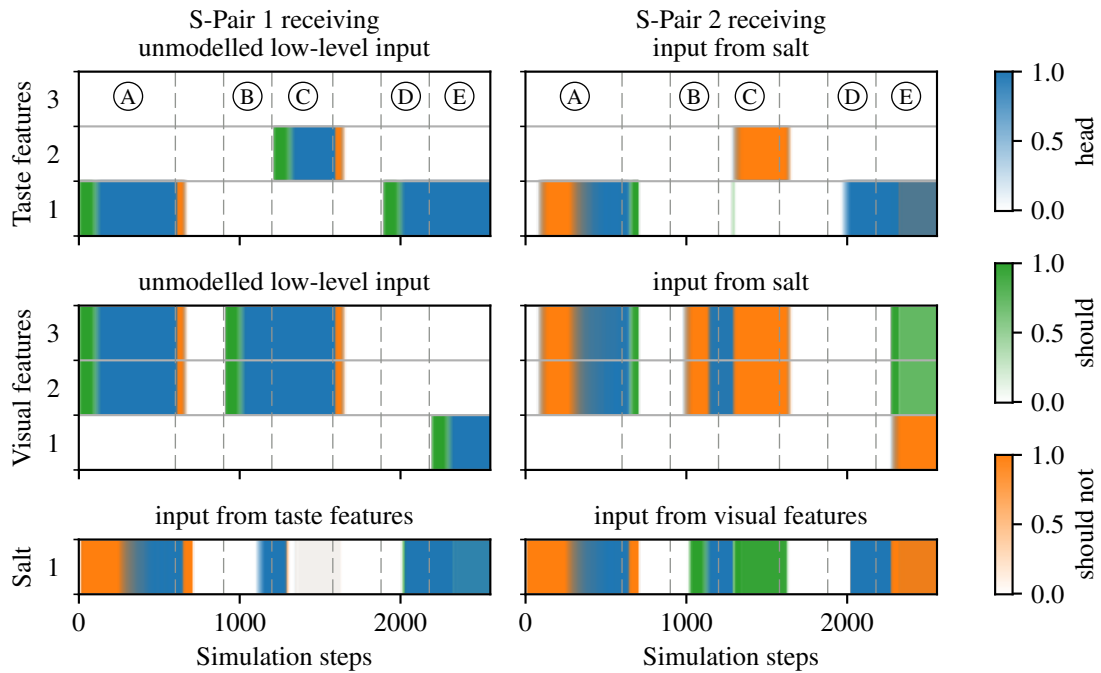 S-Pair 1 receiving
unmodelled low-level input
S-Pair 2 receiving
input from salt
Taste features
3
2
1
A
B
C
D
E
A
B
C
D
E
1.0
0.5
0.0
head
unmodelled low-level input
input from salt
Visual features
3
2
1
1.0
0.5
0.0
should
input from taste features
input from visual features
Salt
1
1.0
0.5
0.0
should not
0
1000
2000
0
1000
2000
Simulation steps
Simulation steps